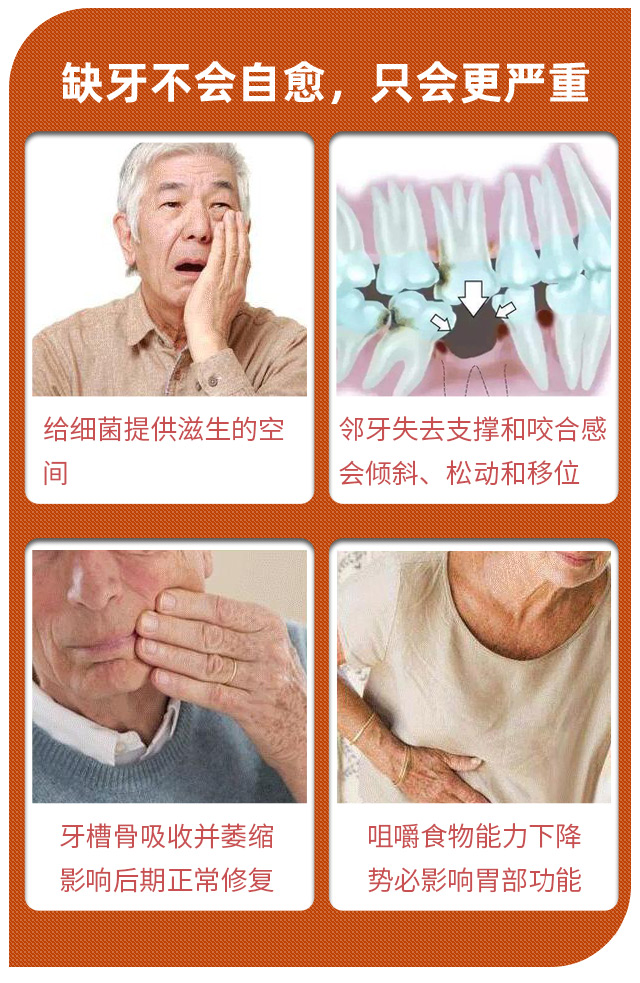 缺牙不会自愈，只会更严重
给细菌提供滋生的空
间
邻牙失去支撑和咬合感
会倾斜、松动和移位
牙槽骨吸收并萎缩
影响后期正常修复
咀嚼食物能力下降
势必影响胃部功能